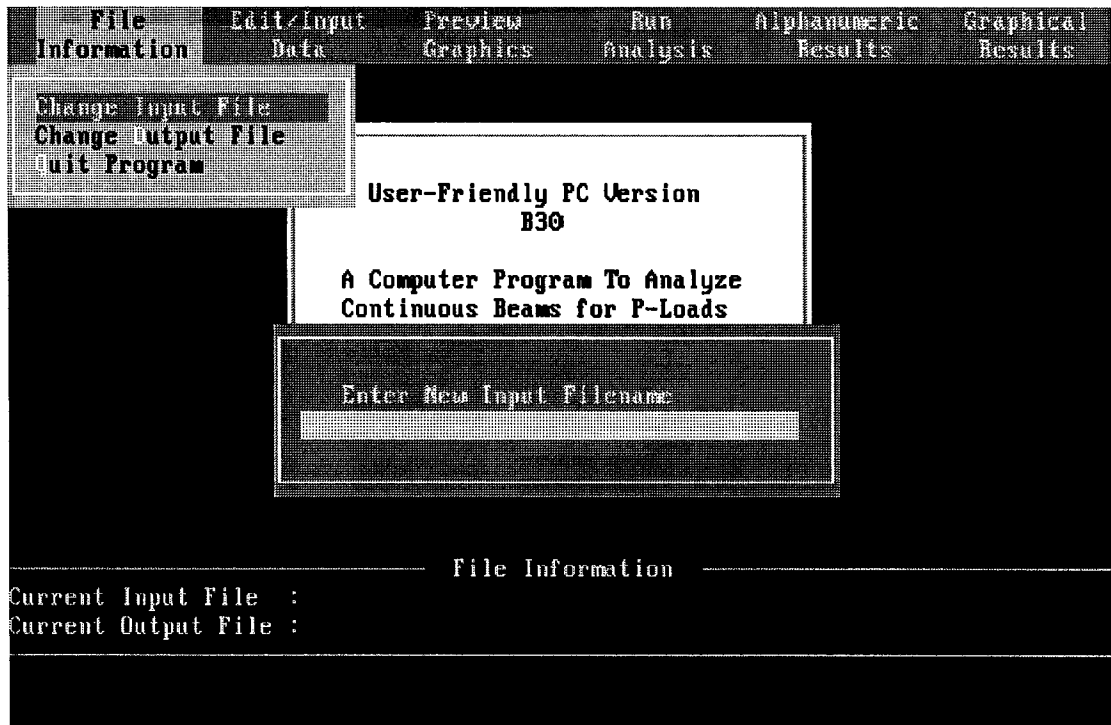 File Edit/Input Preview Run Alphanumeric Graphical
Information Data Graphics Analysis Results Results
Change Input File
Change Output File
Quit Program
User-Friendly PC Version
B30
A Computer Program To Analyze
Continuous Beams for P-Loads
Enter New Input Filename
File Information
Current Input File :
Current Output File :